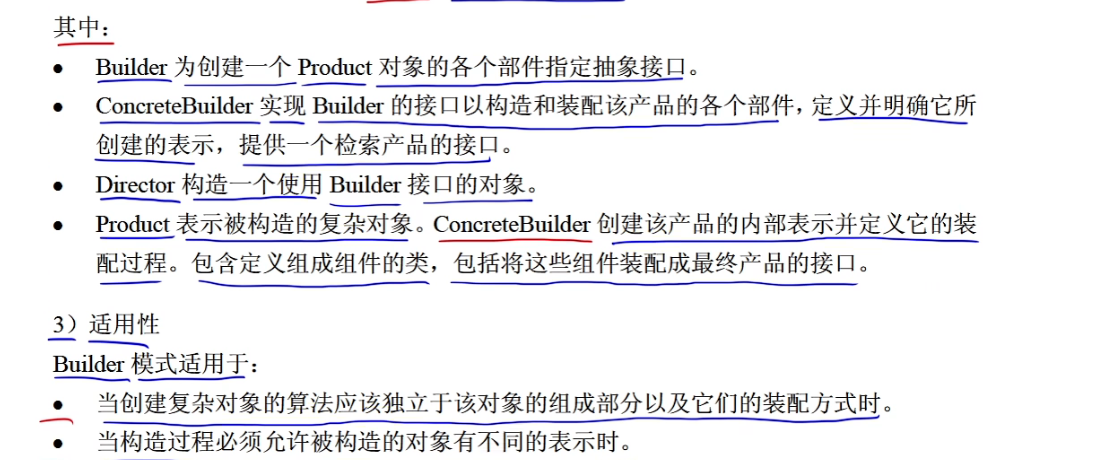 其中：
● Builder 为创建一个 Product 对象的各个部件指定抽象接口。
● ConcreteBuilder 实现 Builder 的接口以构造和装配该产品的各个部件，定义并明确它所
创建的表示，提供一个检索产品的接口。
● Director 构造一个使用 Builder 接口的对象。
● Product 表示被构造的复杂对象。ConcreteBuilder 创建该产品的内部表示并定义它的装
配过程。包含定义组成组件的类，包括将这些组件装配成最终产品的接口。
3）适用性
Builder 模式适用于：
● 当创建复杂对象的算法应该独立于该对象的组成部分以及它们的装配方式时。
● 当构造过程必须允许被构造的对象有不同的表示时。